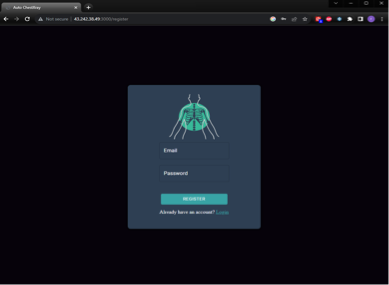 Auto ChestXray
Not secure | 45.242.38.49:3000/register
Email
Password
REGISTER
Already have an account? Login